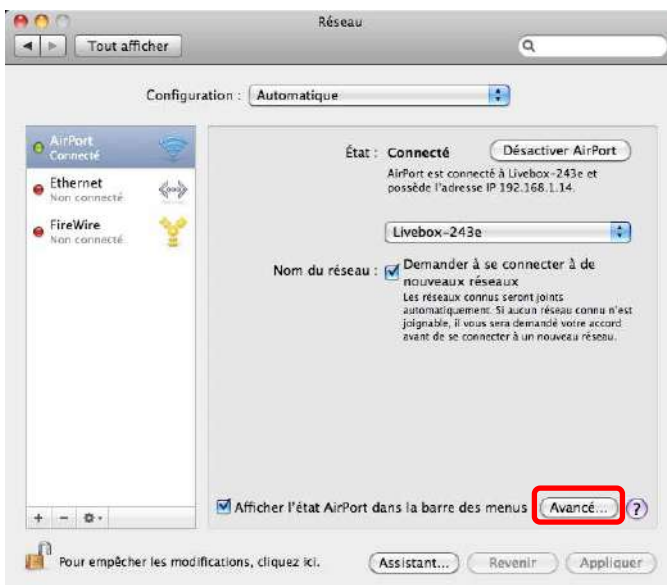 Réseau
Tout afficher
Configuration : Automatique
AirPort
Connecté
Ethernet
Non connecté
FireWire
Non connecté
État : Connecté
Désactiver AirPort
AirPort est connecté à Livebox-243e et
possède l'adresse IP 192.168.1.14.
Livebox-243e
Nom du réseau :
Demander à se connecter à de
nouveaux réseaux
Les réseaux connus seront joints
automatiquement. Si aucun réseau connu n'est
joignable, il vous sera demandé votre accord
avant de se connecter à un nouveau réseau.
Afficher l'état AirPort dans la barre des menus
Avancé...
?
+ -
Pour empêcher les modifications, cliquez ici.
Assistant...
Revenir
Appliquer